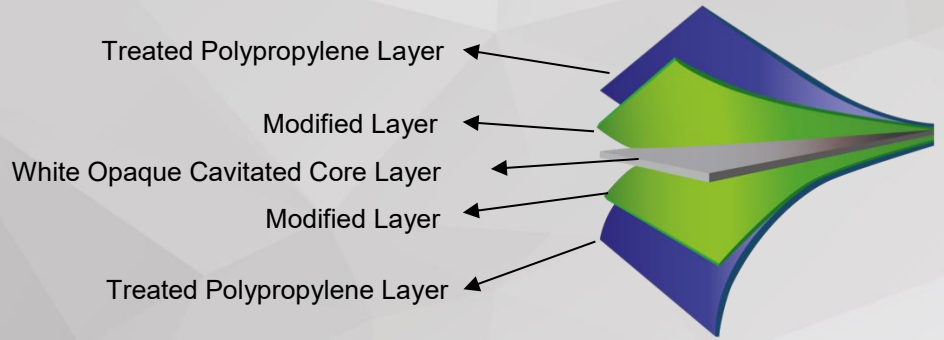 Treated Polypropylene Layer
Modified Layer
White Opaque Cavitated Core Layer
Modified Layer
Treated Polypropylene Layer